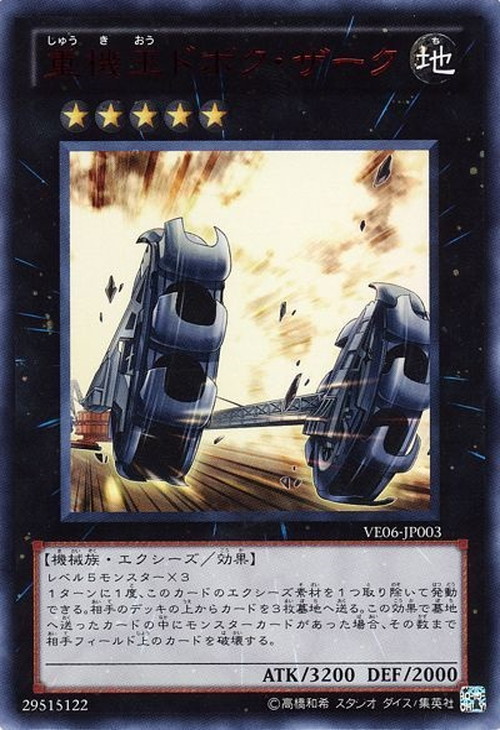 じゅうきおう
重機王ドボク・ザーク
ち
地
VE06-JP003
【機械族・エクシーズ/効果】
レベル5モンスター×3
1ターンに1度、このカードのエクシーズ素材を1つ取り除いて発動
できる。相手のデッキの上からカードを3枚墓地へ送る。この効果で墓地
へ送ったカードの中にモンスターカードがあった場合、その数まで
相手フィールド上のカードを破壊する。
ATK/3200 DEF/2000
29515122
©高橋和希 スタジオ・ダイス/集英社